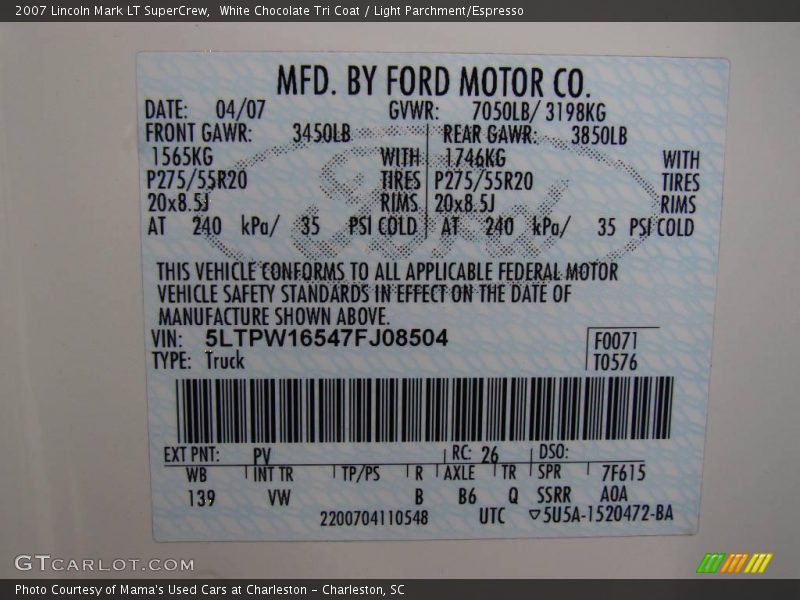 2007 Lincoln Mark LT SuperCrew,  White Chocolate Tri Coat / Light Parchment/Espresso
MFD. BY FORD MOTOR CO.
DATE: 04/07 GVWR: 7050LB/ 3198KG
FRONT GAWR: 3450LB REAR GAWR: 3850LB
1565KG WITH 1746KG WITH
P275/55R20 TIRES P275/55R20 TIRES
20x8.5J RIMS 20x8.5J RIMS
AT 240 kPa/ 35 PSI COLD AT 240 kPa/ 35 PSI COLD
Ford
THIS VEHICLE CONFORMS TO ALL APPLICABLE FEDERAL MOTOR
VEHICLE SAFETY STANDARDS IN EFFECT ON THE DATE OF
MANUFACTURE SHOWN ABOVE.
VIN: 5LTPW16547FJ08504 F0071
TYPE: Truck T0576
EXT PNT: PV RC: 26 DSO:
WB INT TR TP/PS R AXLE TR SPR 7F615
139 VW B B6 Q SSRR AOA
2200704110548 UTC ▽5U5A-1520472-BA
GTCARLOT.COM
Photo Courtesy of Mama's Used Cars at Charleston - Charleston, SC